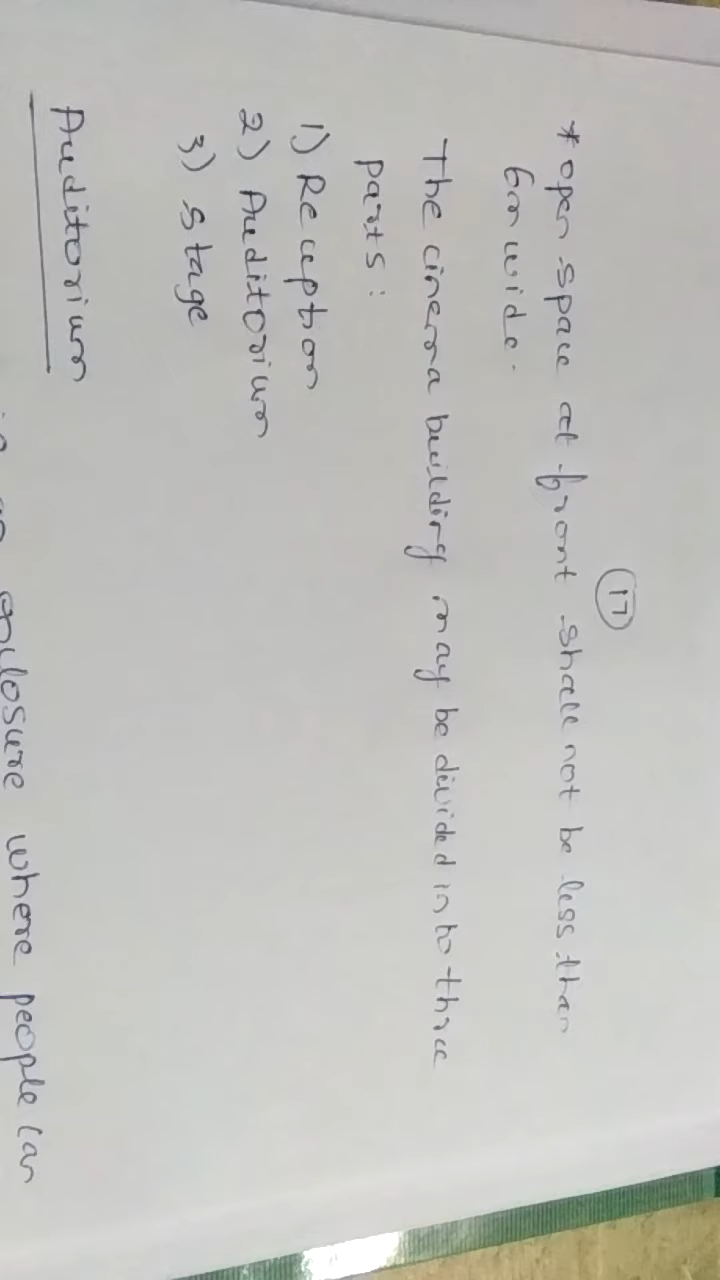 17
* open space at front shall not be less than
6m wide.
The cinema building may be divided into three
parts:
1) Reception
2) Auditorium
3) Stage
Auditorium
enclosure where people can